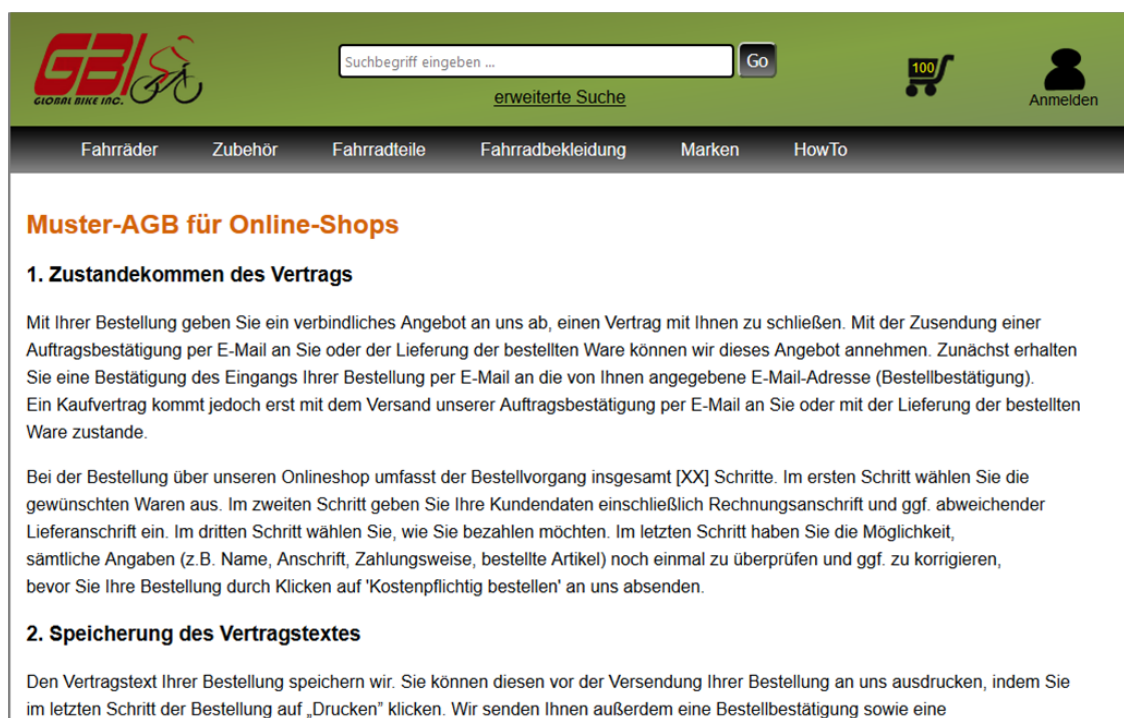 GBI
GLOBAL BIKE INC.
Suchbegriff eingeben ...
Go
erweiterte Suche
100
Anmelden
Fahrräder Zubehör Fahrradteile Fahrradbekleidung Marken HowTo
Muster-AGB für Online-Shops
1. Zustandekommen des Vertrags
Mit Ihrer Bestellung geben Sie ein verbindliches Angebot an uns ab, einen Vertrag mit Ihnen zu schließen. Mit der Zusendung einer
Auftragsbestätigung per E-Mail an Sie oder der Lieferung der bestellten Ware können wir dieses Angebot annehmen. Zunächst erhalten
Sie eine Bestätigung des Eingangs Ihrer Bestellung per E-Mail an die von Ihnen angegebene E-Mail-Adresse (Bestellbestätigung).
Ein Kaufvertrag kommt jedoch erst mit dem Versand unserer Auftragsbestätigung per E-Mail an Sie oder mit der Lieferung der bestellten
Ware zustande.
Bei der Bestellung über unseren Onlineshop umfasst der Bestellvorgang insgesamt [XX] Schritte. Im ersten Schritt wählen Sie die
gewünschten Waren aus. Im zweiten Schritt geben Sie Ihre Kundendaten einschließlich Rechnungsanschrift und ggf. abweichender
Lieferanschrift ein. Im dritten Schritt wählen Sie, wie Sie bezahlen möchten. Im letzten Schritt haben Sie die Möglichkeit,
sämtliche Angaben (z.B. Name, Anschrift, Zahlungsweise, bestellte Artikel) noch einmal zu überprüfen und ggf. zu korrigieren,
bevor Sie Ihre Bestellung durch Klicken auf 'Kostenpflichtig bestellen' an uns absenden.
2. Speicherung des Vertragstextes
Den Vertragstext Ihrer Bestellung speichern wir. Sie können diesen vor der Versendung Ihrer Bestellung an uns ausdrucken, indem Sie
im letzten Schritt der Bestellung auf „Drucken” klicken. Wir senden Ihnen außerdem eine Bestellbestätigung sowie eine